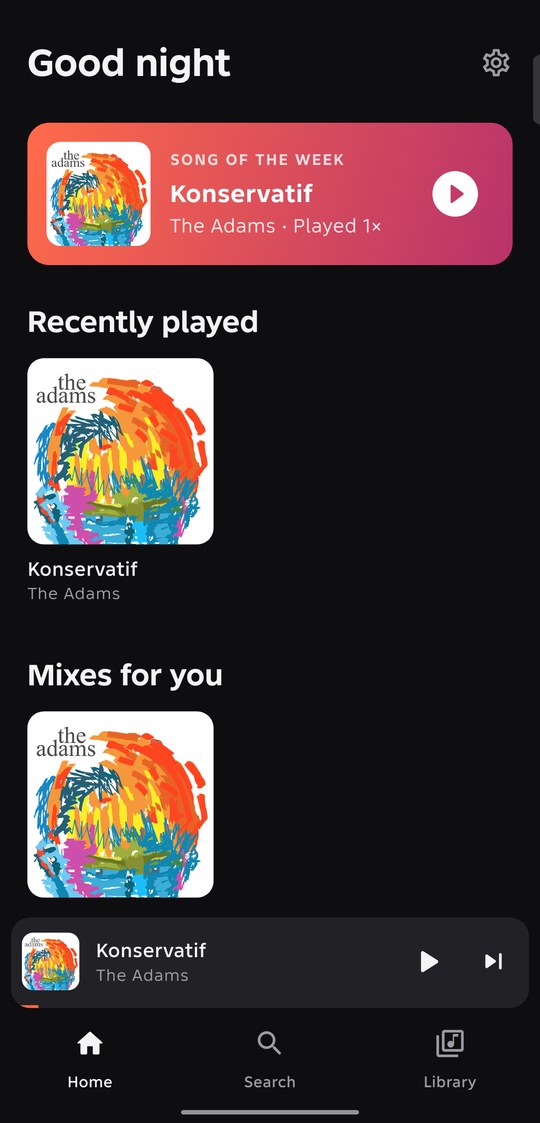 Good night
the
adams
SONG OF THE WEEK
Konservatif
The Adams · Played 1×
Recently played
the
adams
Konservatif
The Adams
Mixes for you
the
adams
the
adams
Konservatif
The Adams
Home
Search
Library